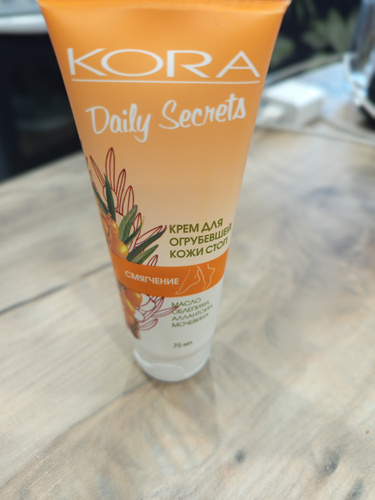 KORA
Daily Secrets
КРЕМ ДЛЯ
ОГРУБЕВШЕЙ
КОЖИ СТОП
СМЯГЧЕНИЕ
МАСЛО
ОБЛЕПИХИ
АЛЛАНТОИН
МОЧЕВИНА
75 мл